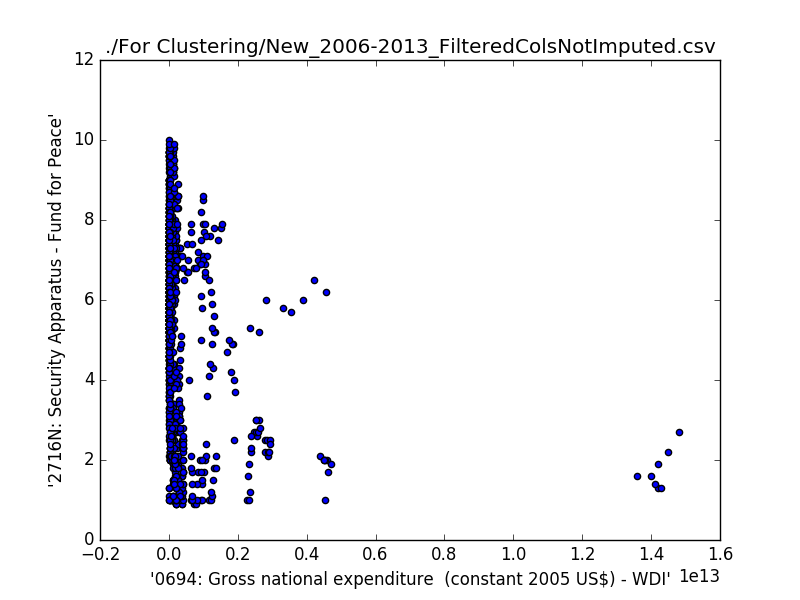 ./For Clustering/New_2006-2013_FilteredColsNotImputed.csv
12
10
8
6
4
2
0
'2716N: Security Apparatus - Fund for Peace'
−0.2 0.0 0.2 0.4 0.6 0.8 1.0 1.2 1.4 1.6
1e13
'0694: Gross national expenditure  (constant 2005 US$) - WDI'